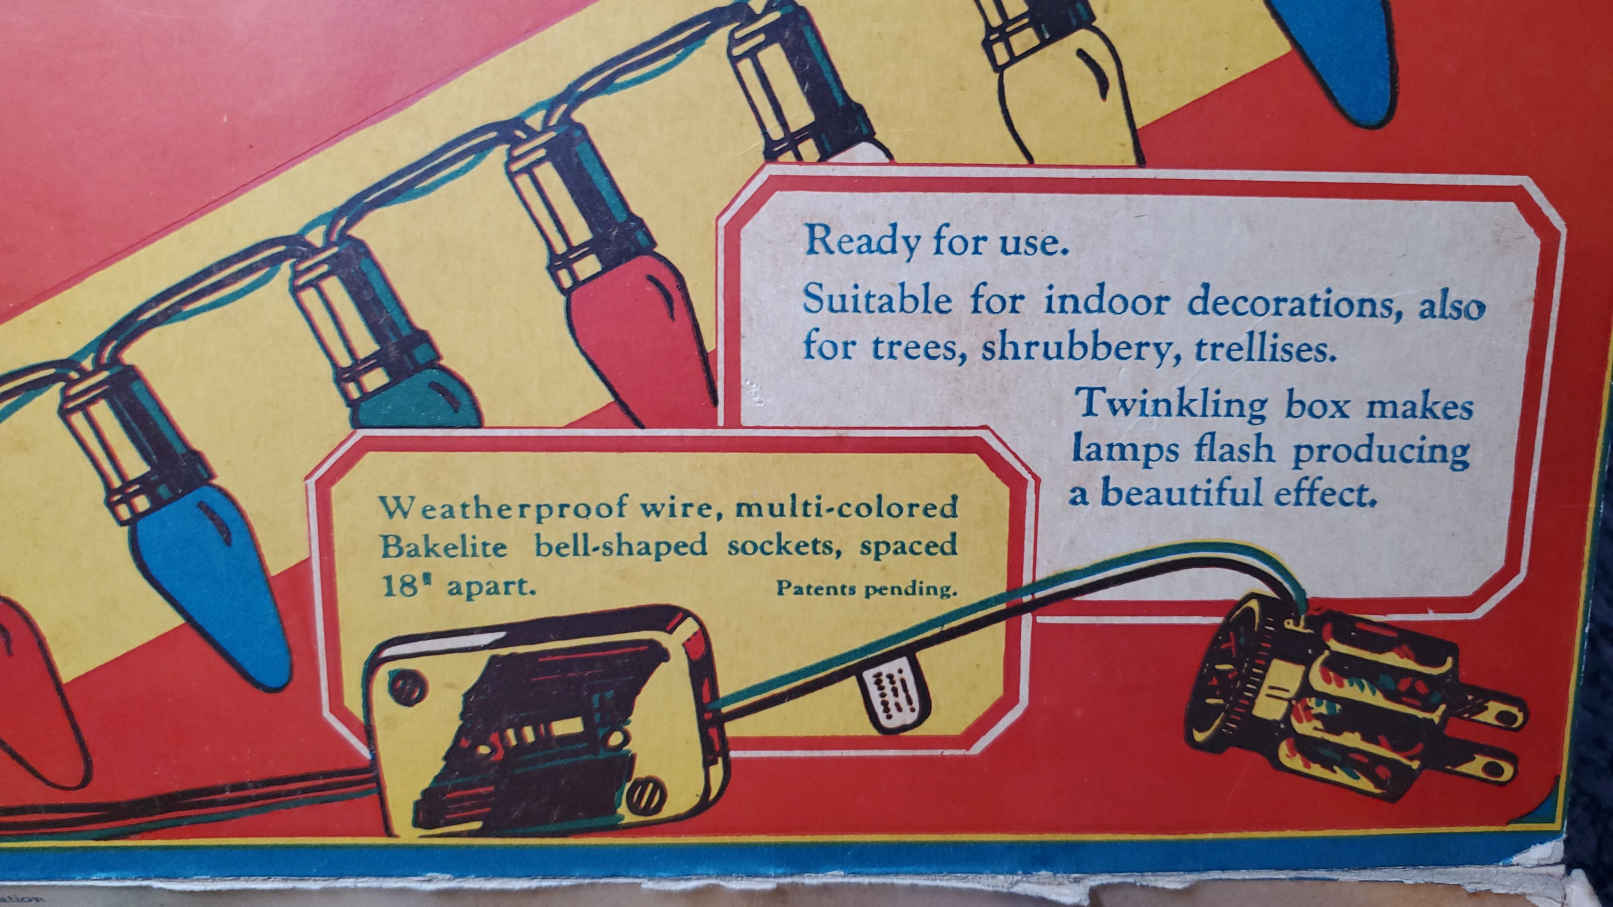 Ready for use.
Suitable for indoor decorations, also
for trees, shrubbery, trellises.
Twinkling box makes
lamps flash producing
a beautiful effect.
Weatherproof wire, multi-colored
Bakelite bell-shaped sockets, spaced
18" apart. Patents pending.